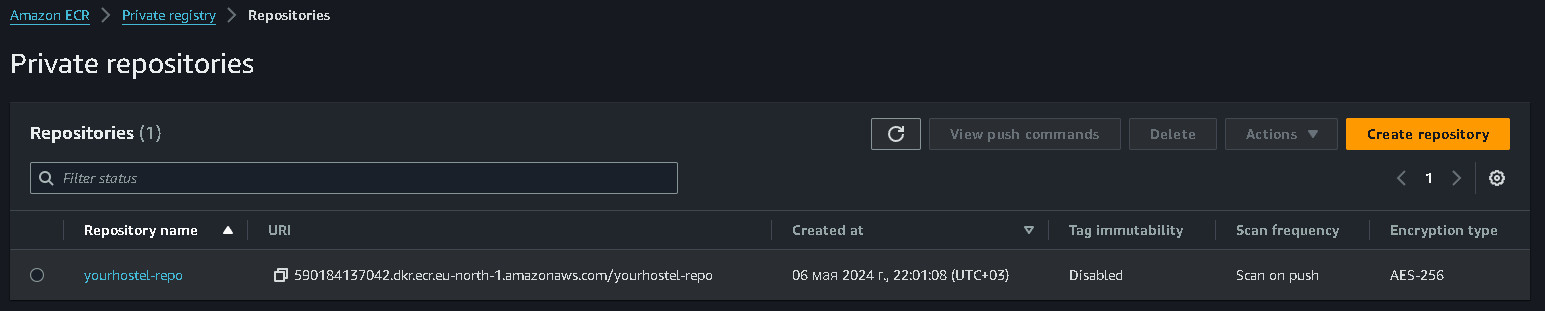 Amazon ECR > Private registry > Repositories
Private repositories
Repositories (1) View push commands Delete Actions Create repository
Filter status 1
Repository name URI Created at Tag immutability Scan frequency Encryption type
yourhostel-repo 590184137042.dkr.ecr.eu-north-1.amazonaws.com/yourhostel-repo 06 мая 2024 г., 22:01:08 (UTC+03) Disabled Scan on push AES-256